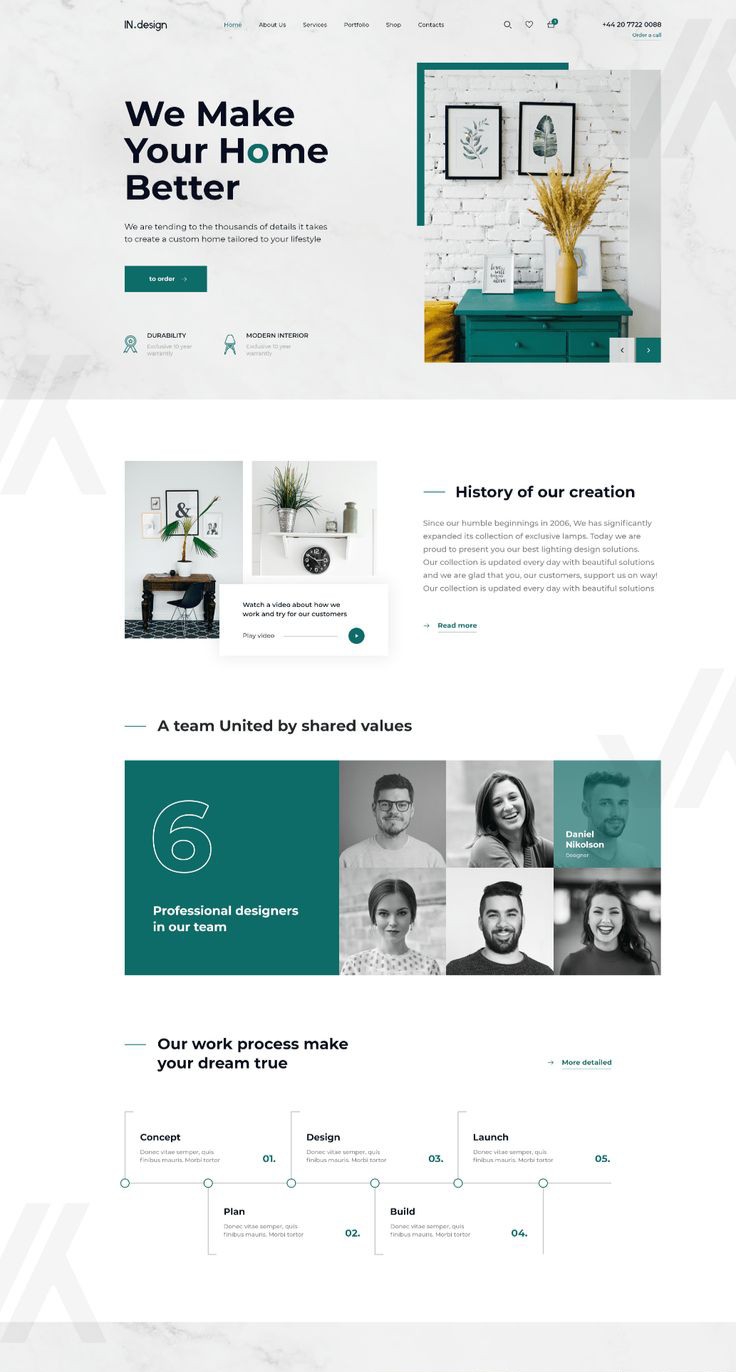 IN.design
Home About Us Services Portfolio Shop Contacts
+44 20 7722 0088
Order a call
We Make
Your Home
Better
We are tending to the thousands of details it takes
to create a custom home tailored to your lifestyle
to order
DURABILITY
Exclusive 10 year
warrantly
MODERN INTERIOR
Exclusive 10 year
warrantly
&
Watch a video about how we
work and try for our customers
Play video
History of our creation
Since our humble beginnings in 2006, We has significantly
expanded its collection of exclusive lamps. Today we are
proud to present you our best lighting design solutions.
Our collection is updated every day with beautiful solutions
and we are glad that you, our customers, support us on way!
Our collection is updated every day with beautiful solutions
Read more
A team United by shared values
6
Professional designers
in our team
Daniel
Nikolson
Designer
Our work process make
your dream true
More detailed
Concept
Donec vitae semper, quis
finibus mauris. Morbi tortor
01.
Design
Donec vitae semper, quis
finibus mauris. Morbi tortor
03.
Launch
Donec vitae semper, quis
finibus mauris. Morbi tortor
05.
Plan
Donec vitae semper, quis
finibus mauris. Morbi tortor
02.
Build
Donec vitae semper, quis
finibus mauris. Morbi tortor
04.